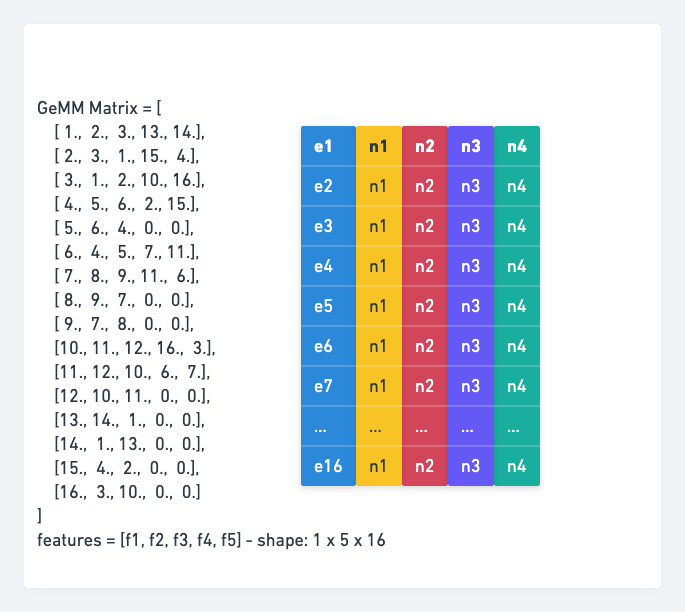 GeMM Matrix = [
[ 1., 2., 3., 13., 14.],
[ 2., 3., 1., 15., 4.],
[ 3., 1., 2., 10., 16.],
[ 4., 5., 6., 2., 15.],
[ 5., 6., 4., 0., 0.],
[ 6., 4., 5., 7., 11.],
[ 7., 8., 9., 11., 6.],
[ 8., 9., 7., 0., 0.],
[ 9., 7., 8., 0., 0.],
[10., 11., 12., 16., 3.],
[11., 12., 10., 6., 7.],
[12., 10., 11., 0., 0.],
[13., 14., 1., 0., 0.],
[14., 1., 13., 0., 0.],
[15., 4., 2., 0., 0.],
[16., 3., 10., 0., 0.]
]
features = [f1, f2, f3, f4, f5] - shape: 1 x 5 x 16
e1 n1 n2 n3 n4
e2 n1 n2 n3 n4
e3 n1 n2 n3 n4
e4 n1 n2 n3 n4
e5 n1 n2 n3 n4
e6 n1 n2 n3 n4
e7 n1 n2 n3 n4
... ... ... ... ...
e16 n1 n2 n3 n4